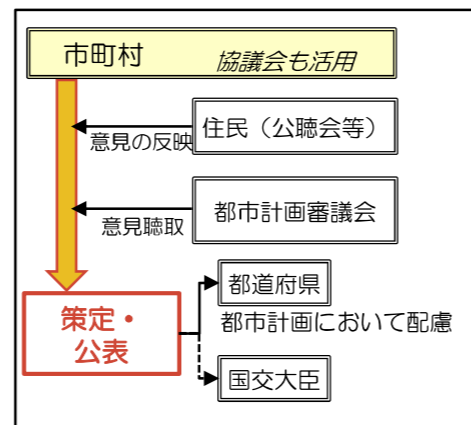 市町村 協議会も活用
住民（公聴会等）
意見の反映
都市計画審議会
意見聴取
都道府県
策定・
公表
都市計画において配慮
国交大臣